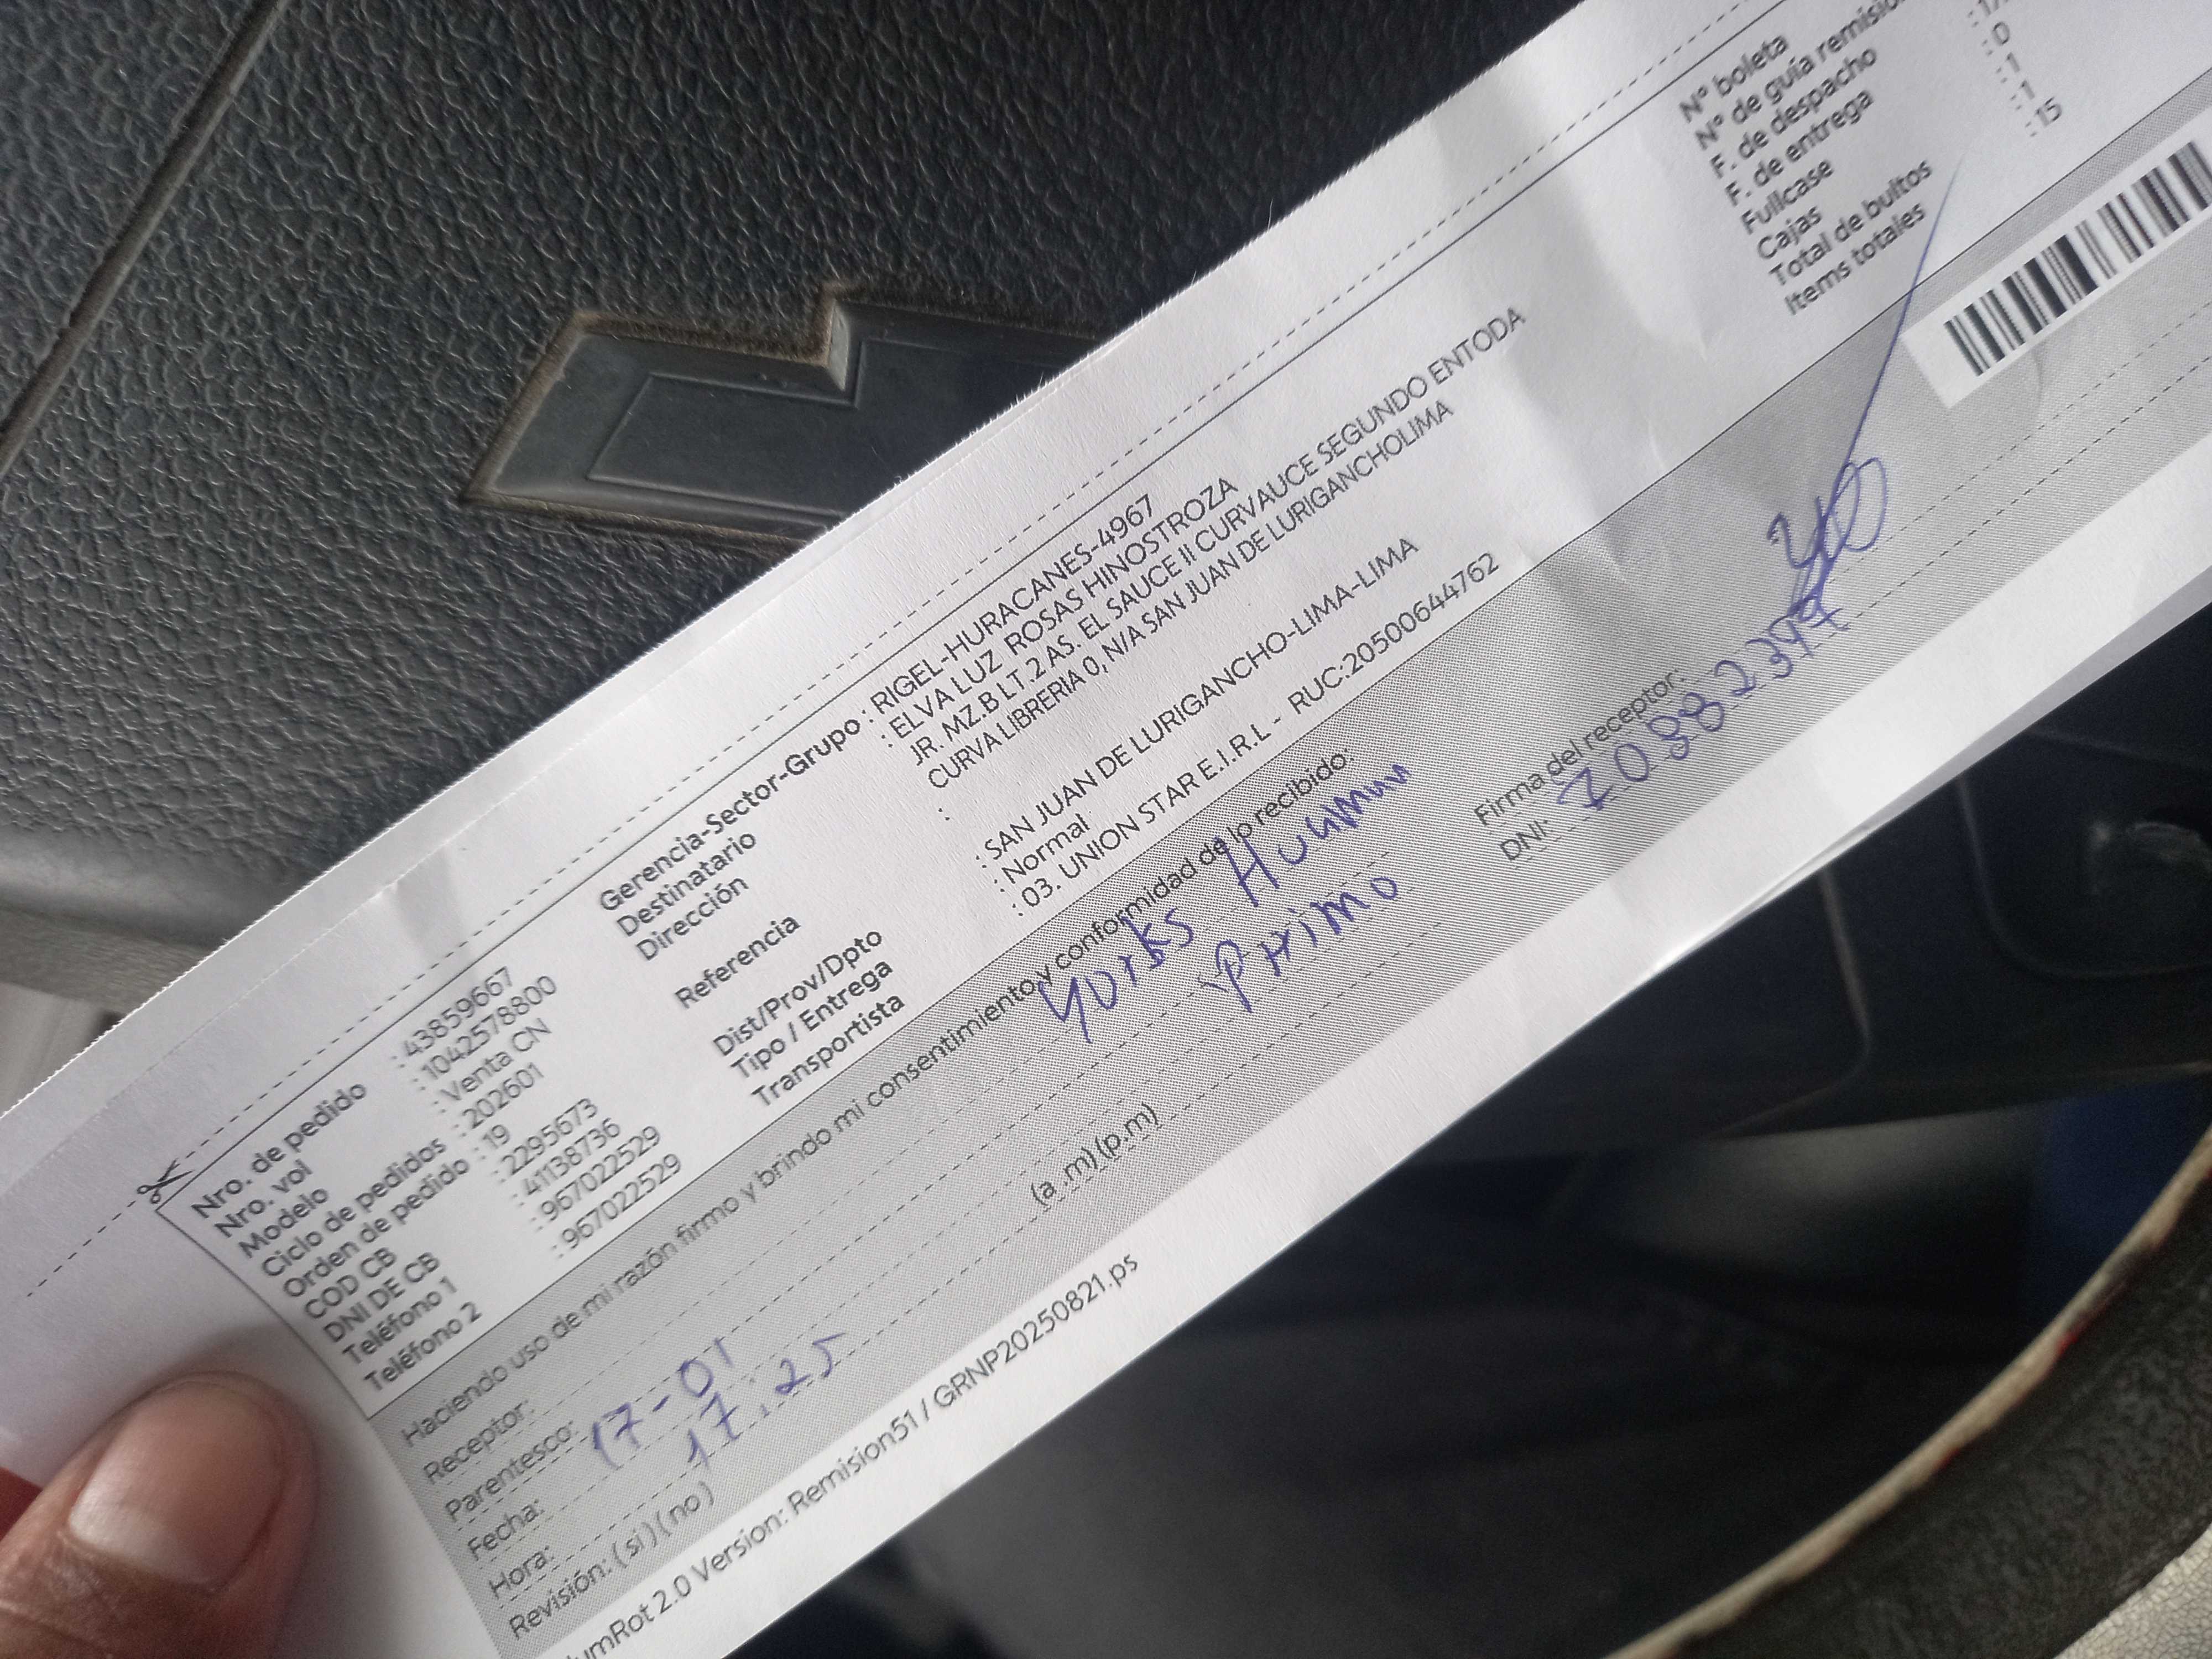 Nro. de pedido : 43859667
Nro. vol : 1042578800
Modelo : Venta CN
Ciclo de pedidos : 202601
Orden de pedido : 19
COD CB : 2295673
DNI DE CB : 41138736
Teléfono 1 : 967022529
Teléfono 2 : 967022529
Gerencia-Sector-Grupo : RIGEL-HURACANES-4967
Destinatario : ELVA LUZ ROSAS HINOSTROZA
Dirección JR. MZ.B LT.2 AS. EL SAUCE II CURVAUCE SEGUNDO ENTODA
CURVA LIBRERIA 0, N/A SAN JUAN DE LURIGANCHOLIMA
Referencia :
Dist/Prov/Dpto : SAN JUAN DE LURIGANCHO-LIMA-LIMA
Tipo / Entrega : Normal
Transportista : 03. UNION STAR E.I.R.L - RUC:20500644762
N° boleta
N° de guía
F. de despacho
F. de entrega
Fullcase : 0
Cajas : 1
Total de bultos : 1
Items totales : 15
Haciendo uso de mi razón firmo y brindo mi consentimiento y conformidad de lo recibido:
Receptor: Yorks
Parentesco: Primo
Fecha: 17-01
Hora: 17:25 (a .m) (p.m)
Revisión: ( si ) ( no )
Firma del receptor:
DNI: 70882399
2.0 Version: Remision51 / GRNP20250821.ps